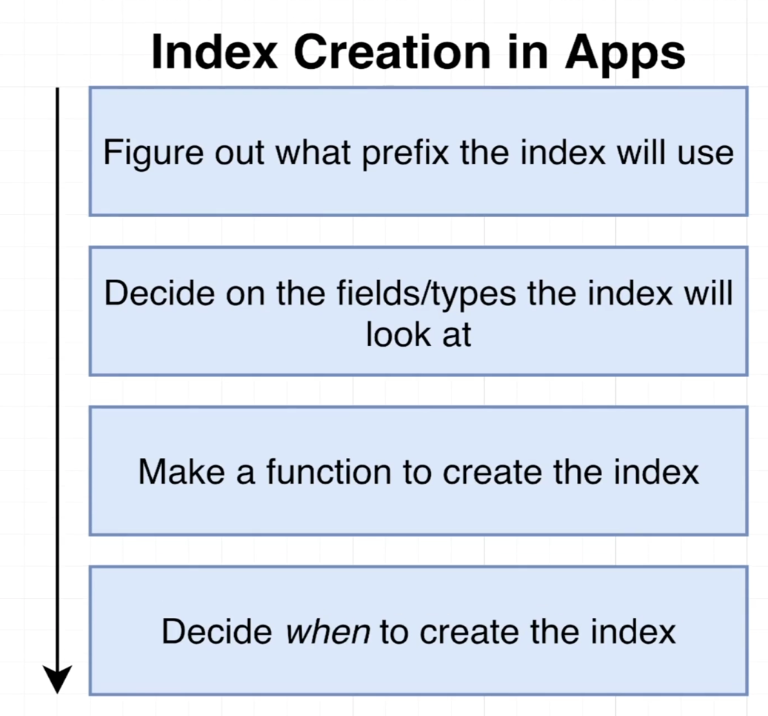 Index Creation in Apps
Figure out what prefix the index will use
Decide on the fields/types the index will
look at
Make a function to create the index
Decide when to create the index